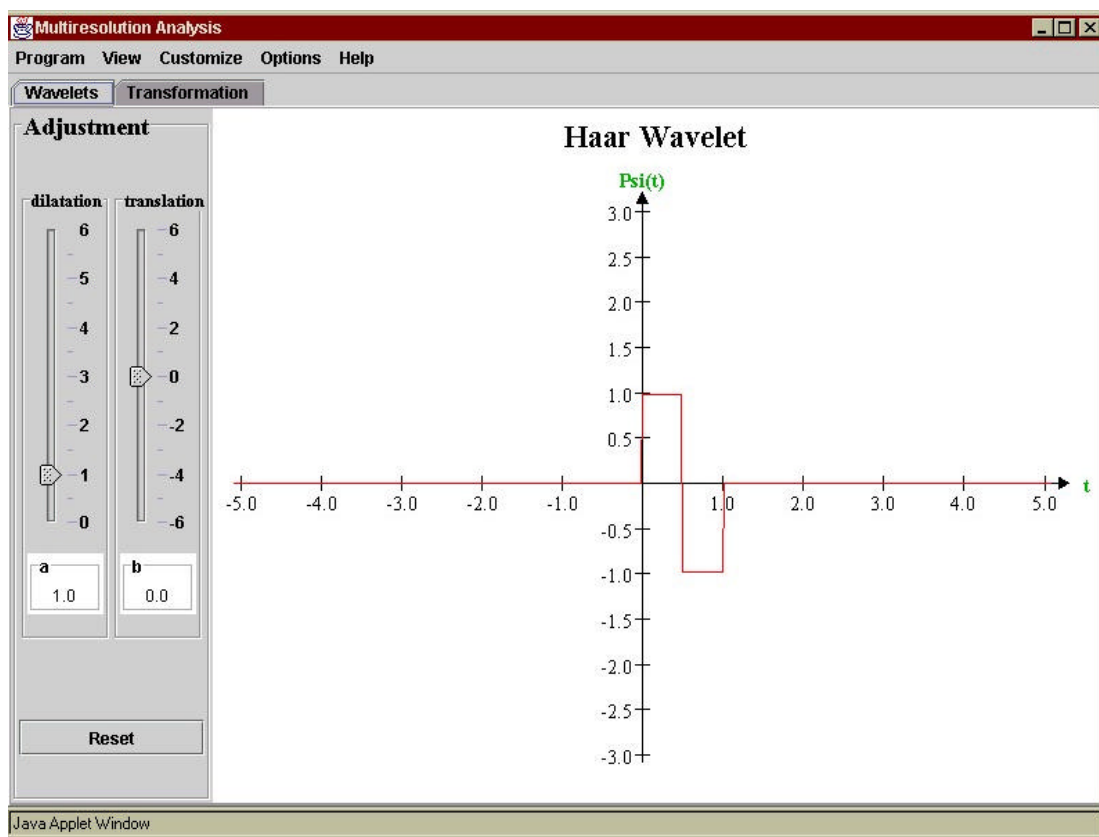 Multiresolution Analysis
Program View Customize Options Help
Wavelets Transformation
Adjustment
dilatation translation
6 6
5 4
4 2
3 0
2 -2
1 -4
0 -6
a b
1.0 0.0
Reset
Haar Wavelet
Psi(t)
3.0
2.5
2.0
1.5
1.0
0.5
-5.0 -4.0 -3.0 -2.0 -1.0 1.0 2.0 3.0 4.0 5.0 t
-0.5
-1.0
-1.5
-2.0
-2.5
-3.0
Java Applet Window